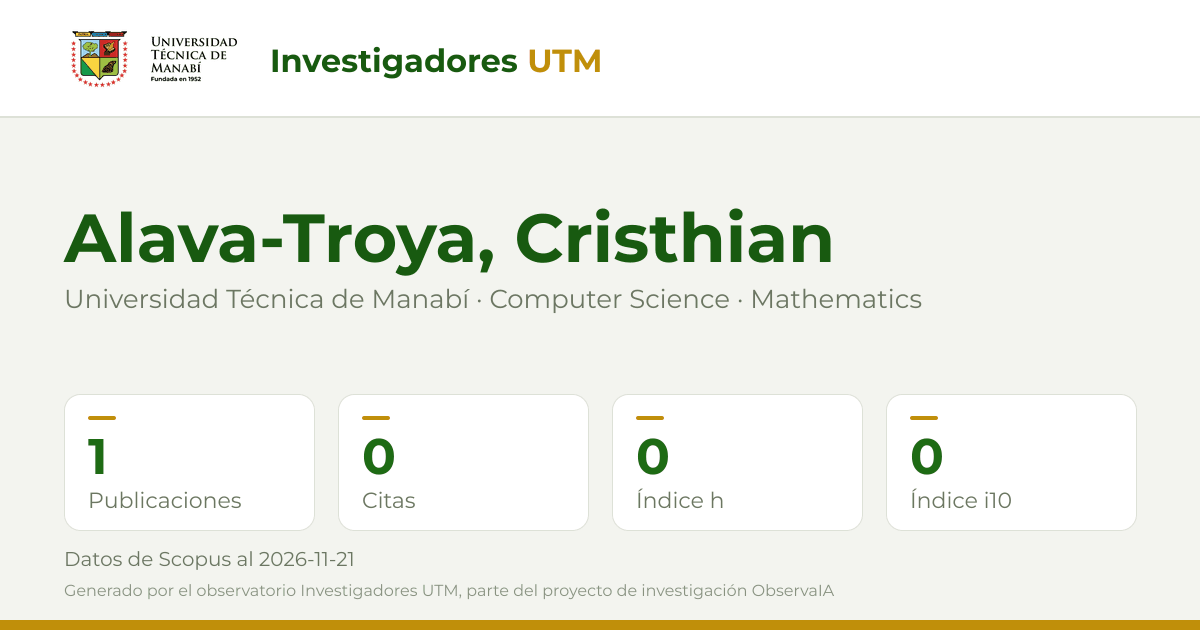 UNIVERSIDAD
TÉCNICA DE
MANABÍ
Fundada en 1952
Investigadores UTM
Alava-Troya, Cristhian
Universidad Técnica de Manabí · Computer Science · Mathematics
1
Publicaciones
0
Citas
0
Índice h
0
Índice i10
Datos de Scopus al 2026-11-21
Generado por el observatorio Investigadores UTM, parte del proyecto de investigación ObservaIA